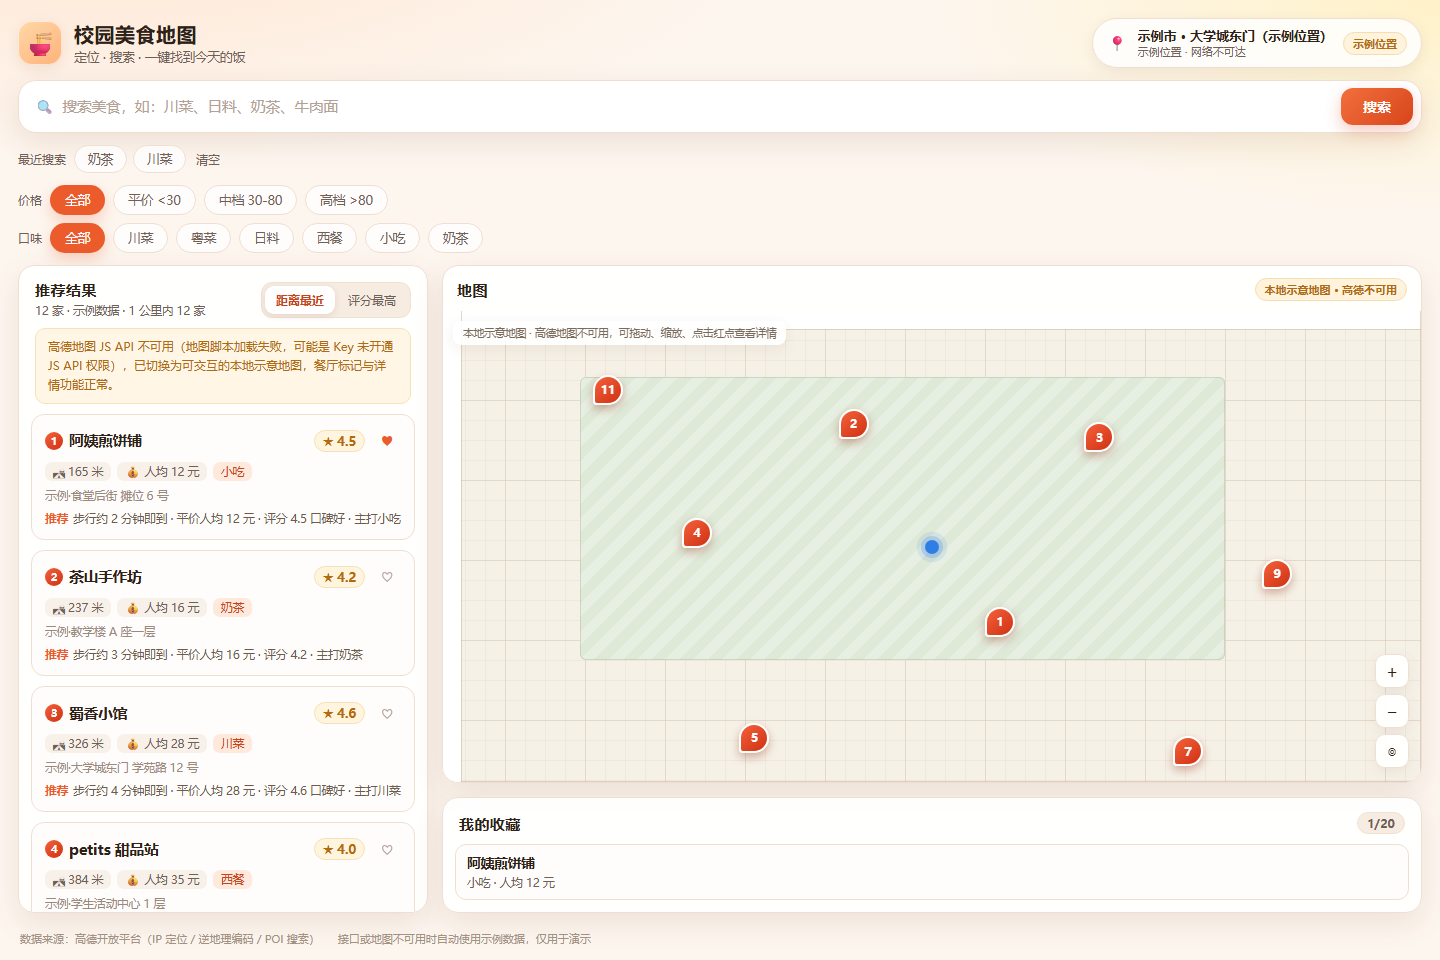 校园美食地图
定位 · 搜索 · 一键找到今天的饭
示例市 • 大学城东门（示例位置）
示例位置 · 网络不可达
示例位置
搜索美食，如：川菜、日料、奶茶、牛肉面
搜索
最近搜索 奶茶 川菜 清空
价格 全部 平价 <30 中档 30-80 高档 >80
口味 全部 川菜 粤菜 日料 西餐 小吃 奶茶
推荐结果
12 家 · 示例数据 · 1 公里内 12 家
距离最近 评分最高
高德地图 JS API 不可用（地图脚本加载失败，可能是 Key 未开通
JS API 权限），已切换为可交互的本地示意地图，餐厅标记与详
情功能正常。
1 阿姨煎饼铺 ★ 4.5
165 米 人均 12 元 小吃
示例·食堂后街 摊位 6 号
推荐 步行约 2 分钟即到 · 平价人均 12 元 · 评分 4.5 口碑好 · 主打小吃
2 茶山手作坊 ★ 4.2
237 米 人均 16 元 奶茶
示例·教学楼 A 座一层
推荐 步行约 3 分钟即到 · 平价人均 16 元 · 评分 4.2 · 主打奶茶
3 蜀香小馆 ★ 4.6
326 米 人均 28 元 川菜
示例·大学城东门 学苑路 12 号
推荐 步行约 4 分钟即到 · 平价人均 28 元 · 评分 4.6 口碑好 · 主打川菜
4 petits 甜品站 ★ 4.0
384 米 人均 35 元 西餐
示例·学生活动中心 1 层
地图
本地示意地图 • 高德不可用
本地示意地图 · 高德地图不可用，可拖动、缩放、点击红点查看详情
11
2
3
4
9
1
5
7
+
−
◎
我的收藏
1/20
阿姨煎饼铺
小吃 · 人均 12 元
数据来源：高德开放平台（IP 定位 / 逆地理编码 / POI 搜索） 接口或地图不可用时自动使用示例数据，仅用于演示